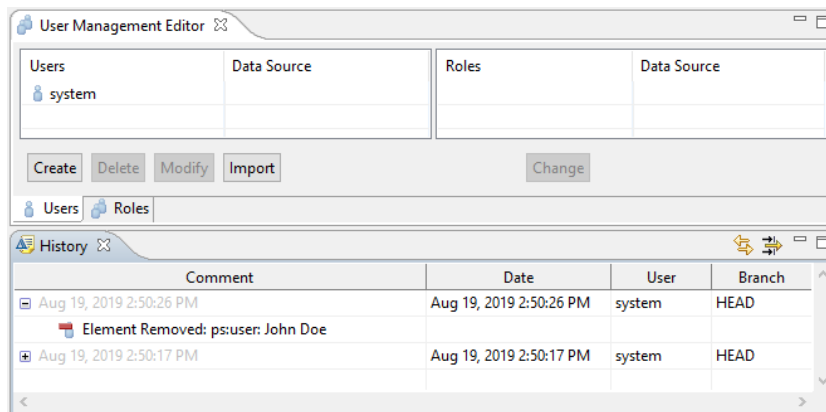 User Management Editor
Users Data Source Roles Data Source
system
Create Delete Modify Import Change
Users Roles
History
Comment Date User Branch
Aug 19, 2019 2:50:26 PM Aug 19, 2019 2:50:26 PM system HEAD
Element Removed: ps:user: John Doe
Aug 19, 2019 2:50:17 PM Aug 19, 2019 2:50:17 PM system HEAD